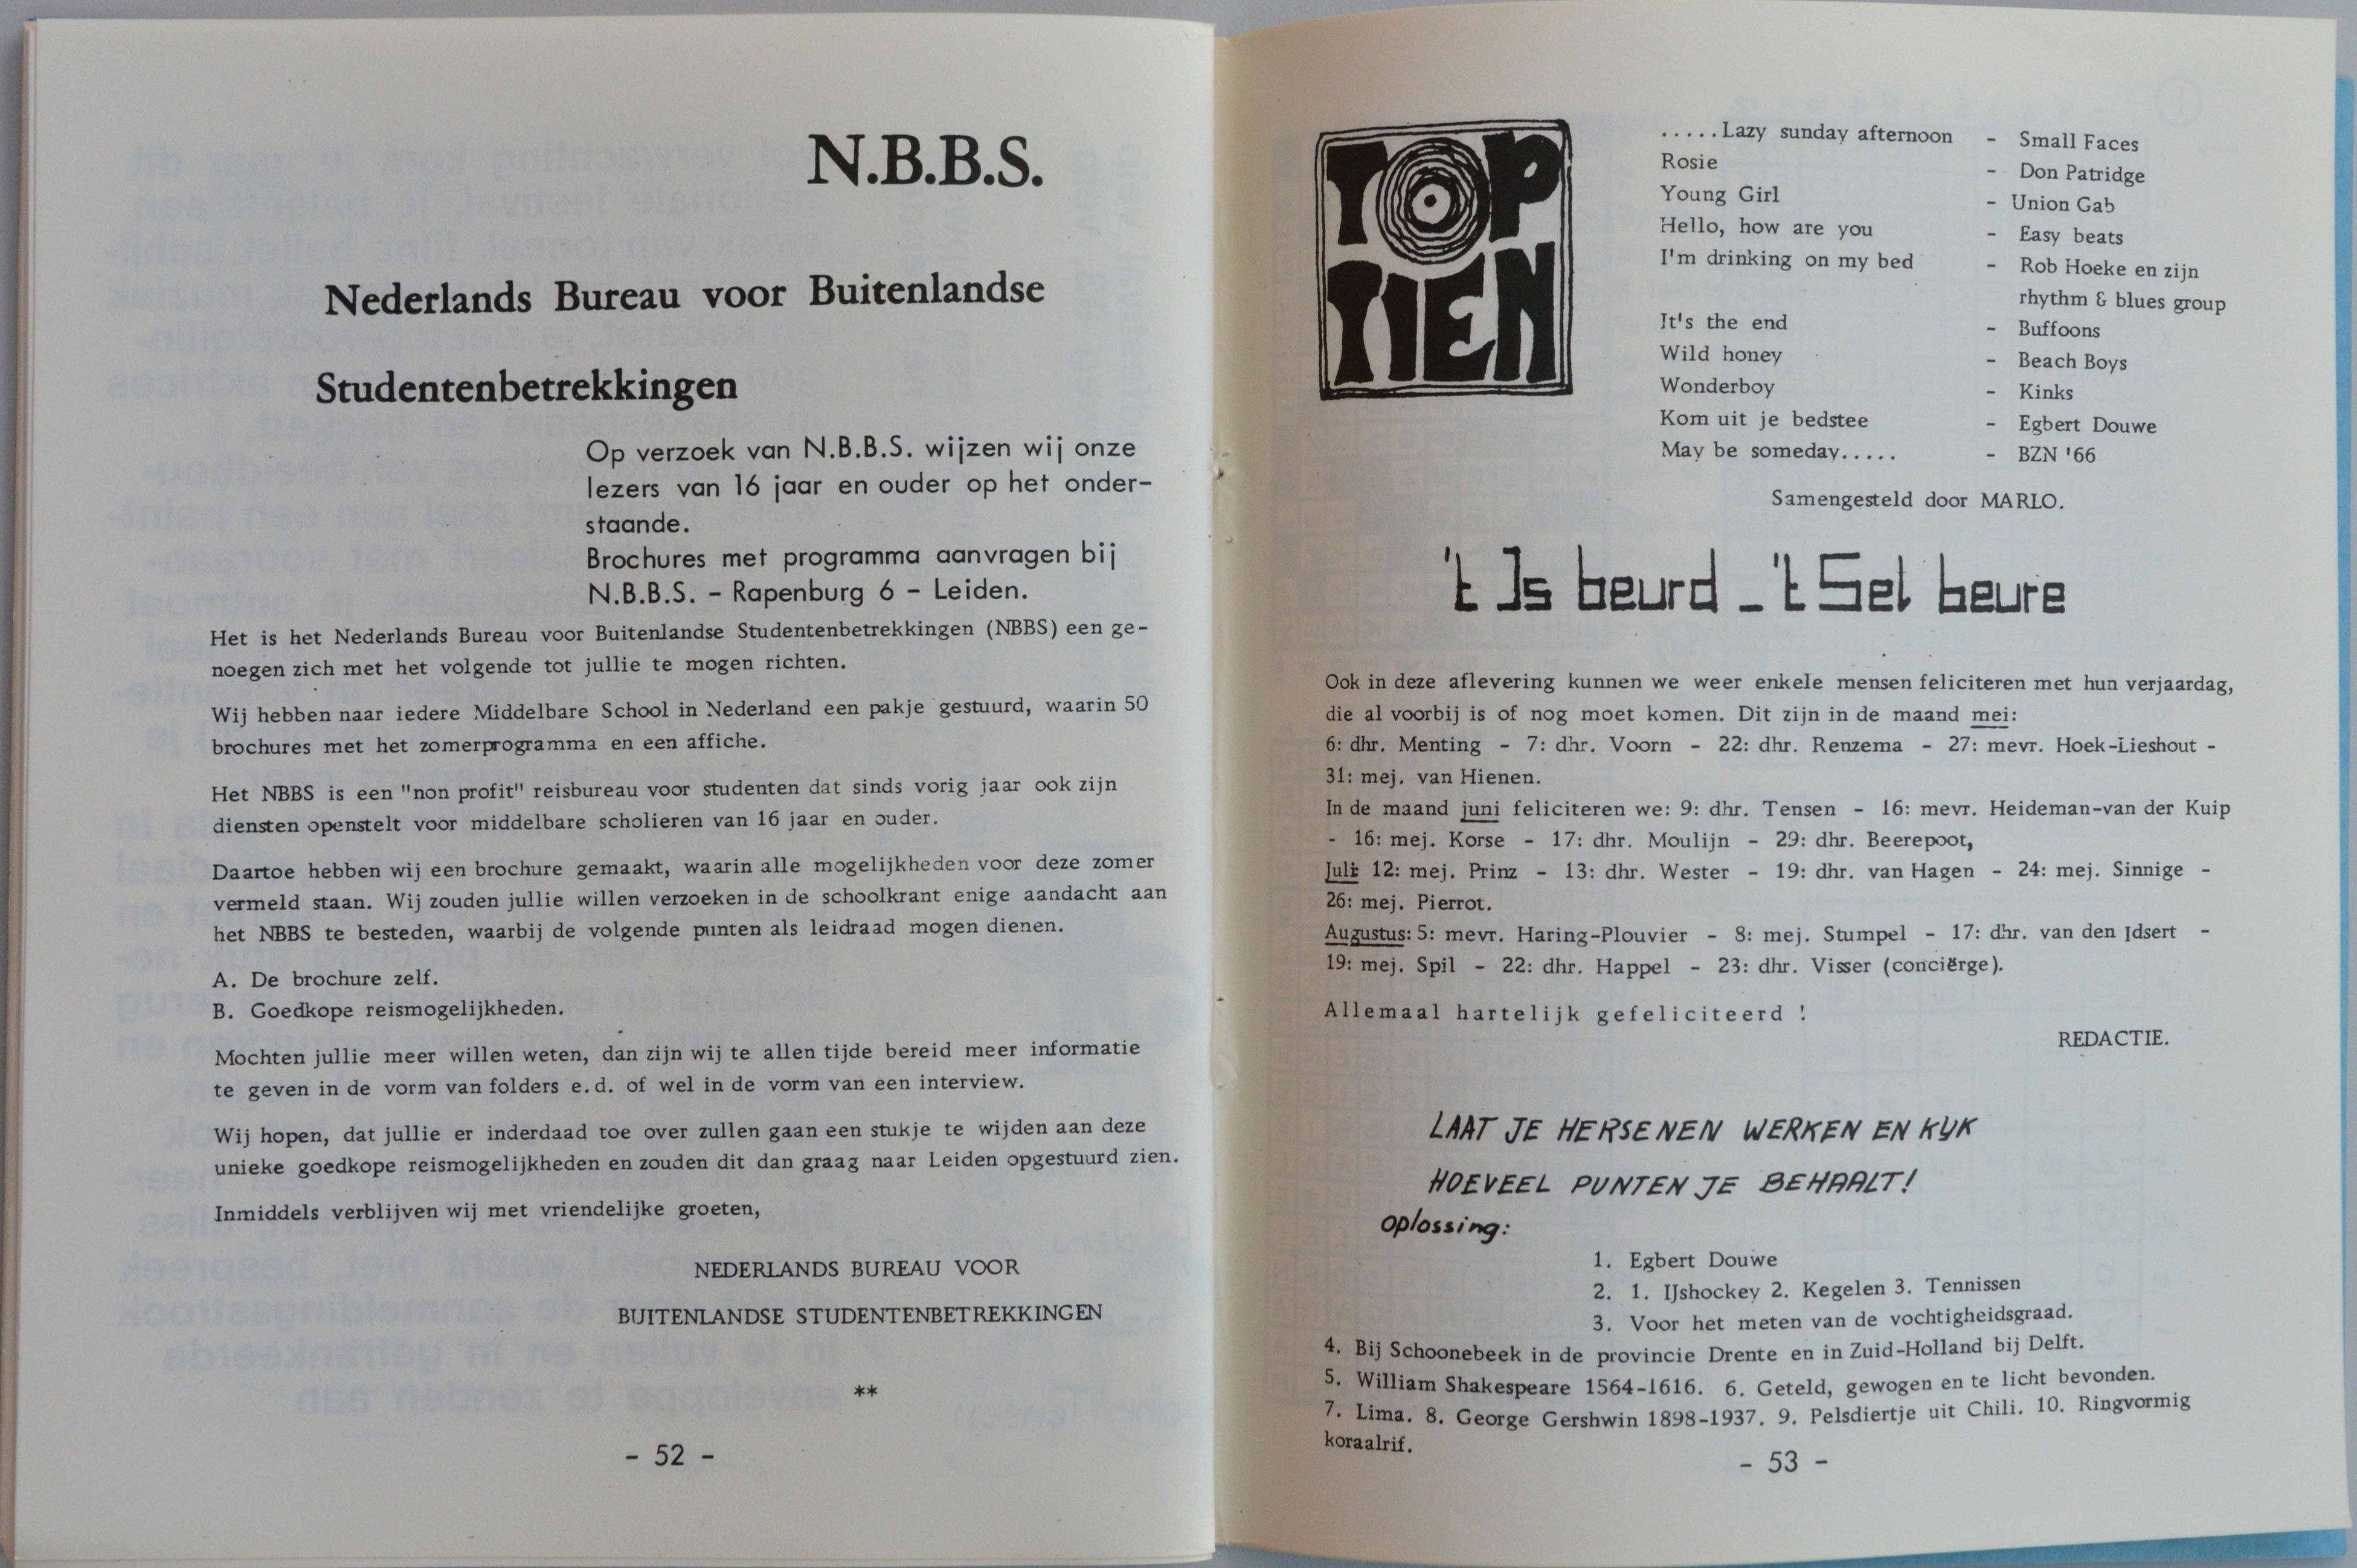 N.B.B.S.
Nederlands Bureau voor Buitenlandse
Studentenbetrekkingen
Op verzoek van N.B.B.S. wijzen wij onze
lezers van 16 jaar en ouder op het onder-
staande.
Brochures met programma aanvragen bij
N.B.B.S. - Rapenburg 6 - Leiden.
Het is het Nederlands Bureau voor Buitenlandse Studentenbetrekkingen (NBBS) een ge-
noegen zich met het volgende tot jullie te mogen richten.
Wij hebben naar iedere Middelbare School in Nederland een pakje gestuurd, waarin 50
brochures met het zomerprogramma en een affiche.
Het NBBS is een "non profit" reisbureau voor studenten dat sinds vorig jaar ook zijn
diensten openstelt voor middelbare scholieren van 16 jaar en ouder.
Daartoe hebben wij een brochure gemaakt, waarin alle mogelijkheden voor deze zomer
vermeld staan. Wij zouden jullie willen verzoeken in de schoolkrant enige aandacht aan
het NBBS te besteden, waarbij de volgende punten als leidraad mogen dienen.
A. De brochure zelf.
B. Goedkope reismogelijkheden.
Mochten jullie meer willen weten, dan zijn wij te allen tijde bereid meer informatie
te geven in de vorm van folders e.d. of wel in de vorm van een interview.
Wij hopen, dat jullie er inderdaad toe over zullen gaan een stukje te wijden aan deze
unieke goedkope reismogelijkheden en zouden dit dan graag naar Leiden opgestuurd zien.
Inmiddels verblijven wij met vriendelijke groeten,
NEDERLANDS BUREAU VOOR
BUITENLANDSE STUDENTENBETREKKINGEN
**
- 52 -
TOP
TIEN
.....Lazy sunday afternoon - Small Faces
Rosie - Don Patridge
Young Girl - Union Gab
Hello, how are you - Easy beats
I'm drinking on my bed - Rob Hoeke en zijn
rhythm & blues group
It's the end - Buffoons
Wild honey - Beach Boys
Wonderboy - Kinks
Kom uit je bedstee - Egbert Douwe
May be someday..... - BZN '66
Samengesteld door MARLO.
't Is beurd - 't Sel beure
Ook in deze aflevering kunnen we weer enkele mensen feliciteren met hun verjaardag,
die al voorbij is of nog moet komen. Dit zijn in de maand mei:
6: dhr. Menting - 7: dhr. Voorn - 22: dhr. Renzema - 27: mevr. Hoek-Lieshout -
31: mej. van Hienen.
In de maand juni feliciteren we: 9: dhr. Tensen - 16: mevr. Heideman-van der Kuip
- 16: mej. Korse - 17: dhr. Moulijn - 29: dhr. Beerepoot,
Juli: 12: mej. Prinz - 13: dhr. Wester - 19: dhr. van Hagen - 24: mej. Sinnige -
26: mej. Pierrot.
Augustus: 5: mevr. Haring-Plouvier - 8: mej. Stumpel - 17: dhr. van den Idsert -
19: mej. Spil - 22: dhr. Happel - 23: dhr. Visser (conciërge).
Allemaal hartelijk gefeliciteerd !
REDACTIE.
LAAT JE HERSENEN WERKEN EN KIJK
HOEVEEL PUNTEN JE BEHAALT!
oplossing:
1. Egbert Douwe
2. 1. IJshockey 2. Kegelen 3. Tennissen
3. Voor het meten van de vochtigheidsgraad.
4. Bij Schoonebeek in de provincie Drente en in Zuid-Holland bij Delft.
5. William Shakespeare 1564-1616. 6. Geteld, gewogen en te licht bevonden.
7. Lima. 8. George Gershwin 1898-1937. 9. Pelsdiertje uit Chili. 10. Ringvormig
koraalrif.
- 53 -